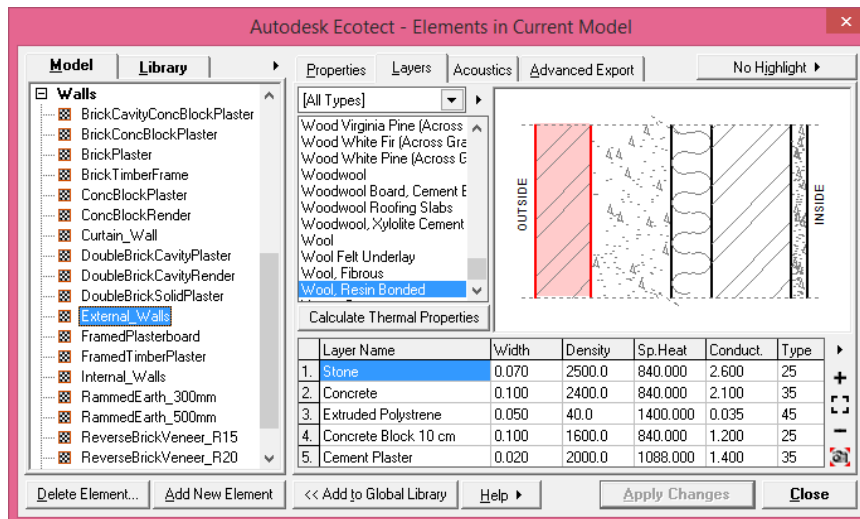 Autodesk Ecotect - Elements in Current Model
Model Library
Walls
BrickCavityConcBlockPlaster
BrickConcBlockPlaster
BrickPlaster
BrickTimberFrame
ConcBlockPlaster
ConcBlockRender
Curtain_Wall
DoubleBrickCavityPlaster
DoubleBrickCavityRender
DoubleBrickSolidPlaster
External_Walls
FramedPlasterboard
FramedTimberPlaster
Internal_Walls
RammedEarth_300mm
RammedEarth_500mm
ReverseBrickVeneer_R15
ReverseBrickVeneer_R20
Properties Layers Acoustics Advanced Export No Highlight
[All Types]
Wood Virginia Pine (Across
Wood White Fir (Across Gra
Wood White Pine (Across G
Woodwool
Woodwool Board, Cement B
Woodwool Roofing Slabs
Woodwool, Xylolite Cement
Wool
Wool Felt Underlay
Wool, Fibrous
Wool, Resin Bonded
Calculate Thermal Properties
OUTSIDE
INSIDE
Layer Name Width Density Sp.Heat Conduct. Type
1. Stone 0.070 2500.0 840.000 2.600 25
2. Concrete 0.100 2400.0 840.000 2.100 35
3. Extruded Polystrene 0.050 40.0 1400.000 0.035 45
4. Concrete Block 10 cm 0.100 1600.0 840.000 1.200 25
5. Cement Plaster 0.020 2000.0 1088.000 1.400 35
Delete Element... Add New Element << Add to Global Library Help Apply Changes Close